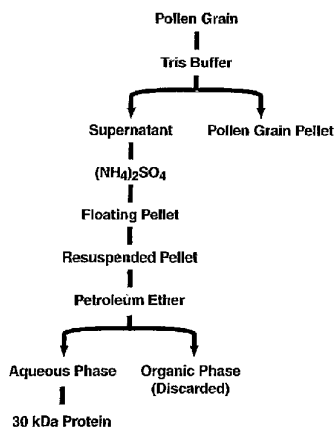 Pollen Grain
Tris Buffer
Supernatant Pollen Grain Pellet
(NH4)2SO4
Floating Pellet
Resuspended Pellet
Petroleum Ether
Aqueous Phase Organic Phase
(Discarded)
30 kDa Protein